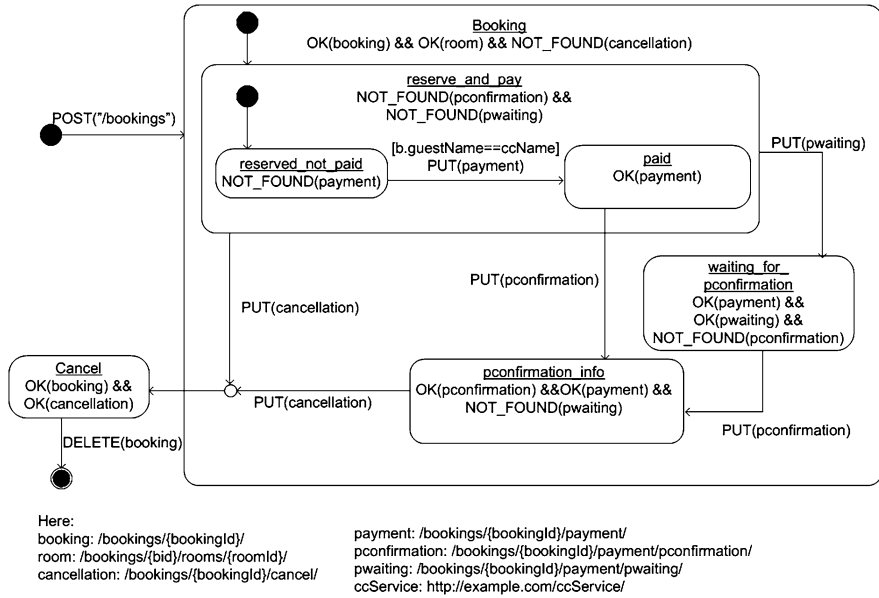 Booking
OK(booking) && OK(room) && NOT_FOUND(cancellation)
reserve_and_pay
NOT_FOUND(pconfirmation) &&
NOT_FOUND(pwaiting)
POST("/bookings")
[b.guestName==ccName]
PUT(payment)
PUT(pwaiting)
reserved_not_paid
NOT_FOUND(payment)
paid
OK(payment)
PUT(pconfirmation)
waiting_for_
pconfirmation
OK(payment) &&
OK(pwaiting) &&
NOT_FOUND(pconfirmation)
PUT(cancellation)
Cancel
OK(booking) &&
OK(cancellation)
pconfirmation_info
OK(pconfirmation) &&OK(payment) &&
NOT_FOUND(pwaiting)
PUT(cancellation)
PUT(pconfirmation)
DELETE(booking)
Here:
booking: /bookings/{bookingId}/
room: /bookings/{bid}/rooms/{roomId}/
cancellation: /bookings/{bookingId}/cancel/
payment: /bookings/{bookingId}/payment/
pconfirmation: /bookings/{bookingId}/payment/pconfirmation/
pwaiting: /bookings/{bookingId}/payment/pwaiting/
ccService: http://example.com/ccService/